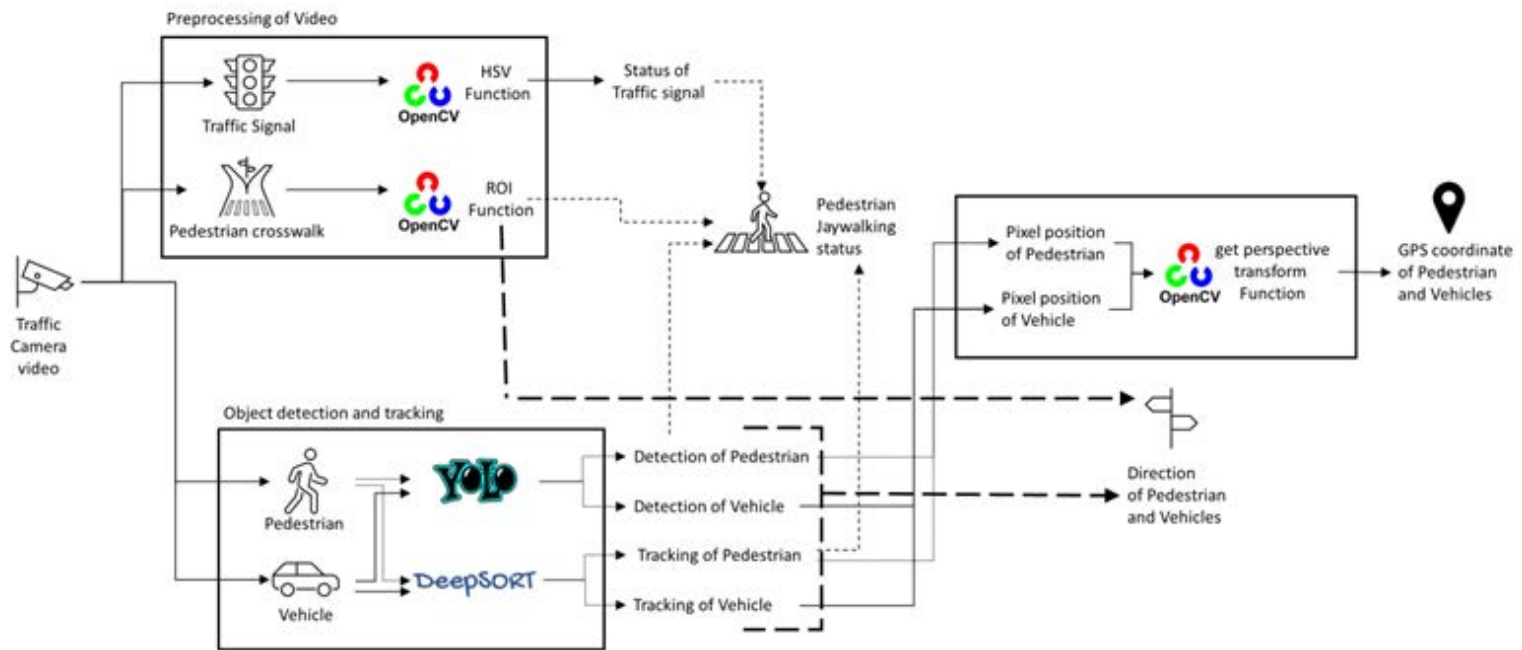 Preprocessing of Video
Traffic Signal
OpenCV
HSV
Function
Status of
Traffic signal
Pedestrian crosswalk
OpenCV
ROI
Function
Pedestrian
Jaywalking
status
Traffic
Camera
video
Pixel position
of Pedestrian
Pixel position
of Vehicle
OpenCV
get perspective
transform
Function
GPS coordinate
of Pedestrian
and Vehicles
Object detection and tracking
Pedestrian
YOLO
Vehicle
DeepSORT
Detection of Pedestrian
Detection of Vehicle
Tracking of Pedestrian
Tracking of Vehicle
Direction
of Pedestrian
and Vehicles